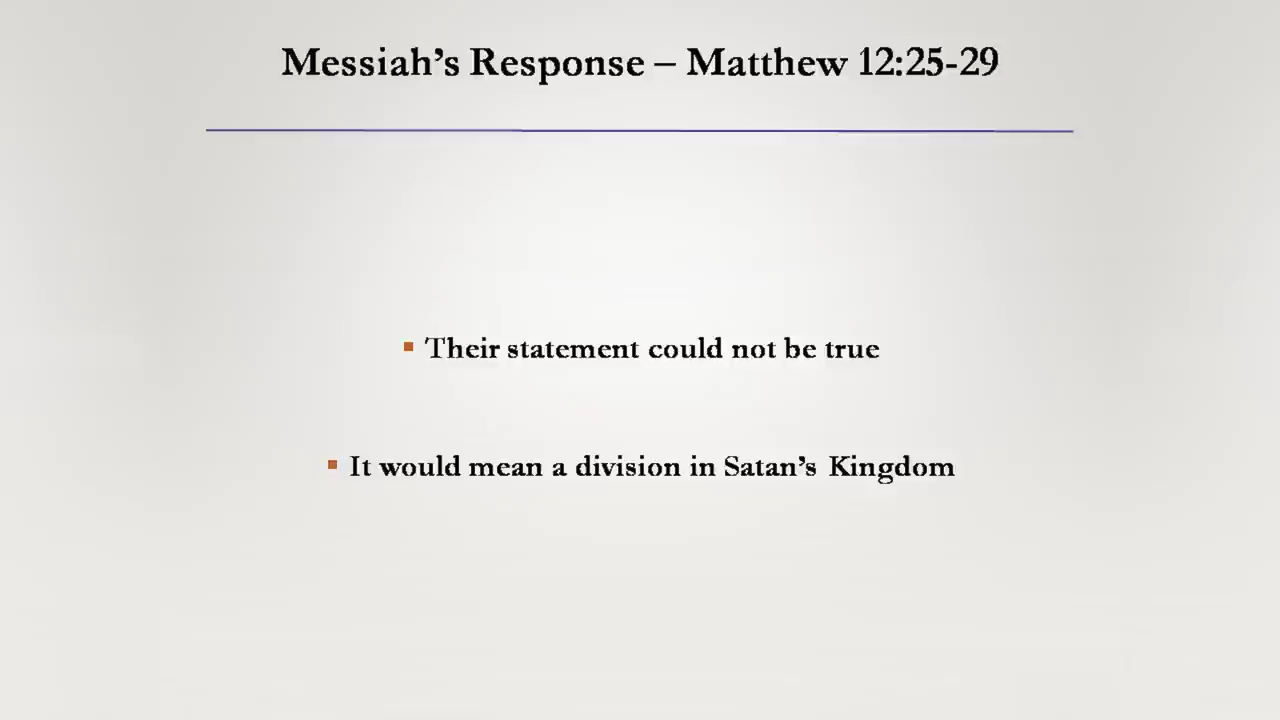 Messiah’s Response – Matthew 12:25-29
▪ Their statement could not be true
▪ It would mean a division in Satan’s Kingdom